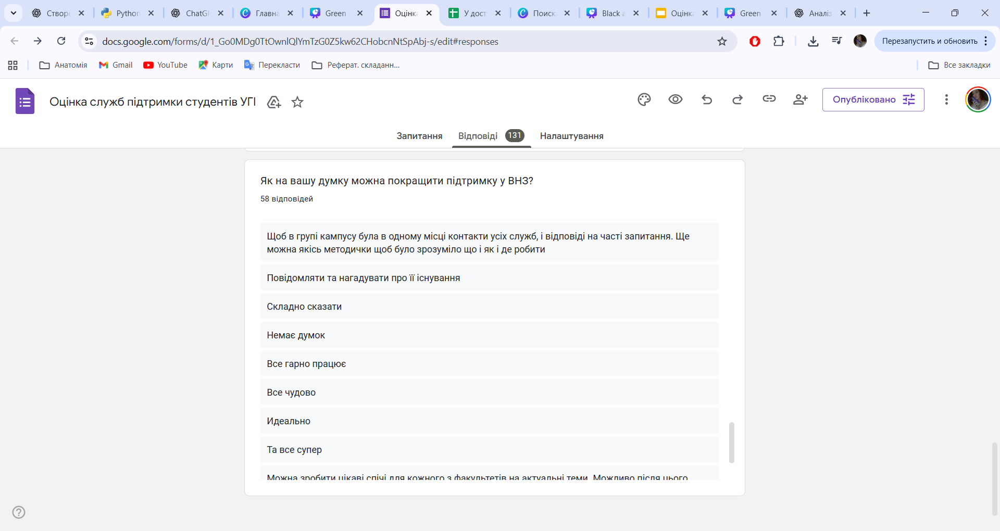 Створе
Python
ChatGP
Главна
Green
Оцінка
У дост
Поиск
Black a
Оцінка
Green
Аналіз
docs.google.com/forms/d/1_Go0MDg0TtOwnlQlYmTzG0Z5kw62CHobcnNtSpAbj-s/edit#responses
Перезапустить и обновить
Анатомія
Gmail
YouTube
Карти
Перекласти
Реферат. складанн...
Все закладки
Оцінка служб підтримки студентів УГІ
Опубліковано
Запитання
Відповіді 131
Налаштування
Як на вашу думку можна покращити підтримку у ВНЗ?
58 відповідей
Щоб в групі кампусу була в одному місці контакти усіх служб, і відповіді на часті запитання. Ще
можна якісь методички щоб було зрозуміло що і як і де робити
Повідомляти та нагадувати про її існування
Складно сказати
Немає думок
Все гарно працює
Все чудово
Идеально
Та все супер
Можна зробити цікаві спічі для кожного з факультетів на актуальні теми. Можливо після цього